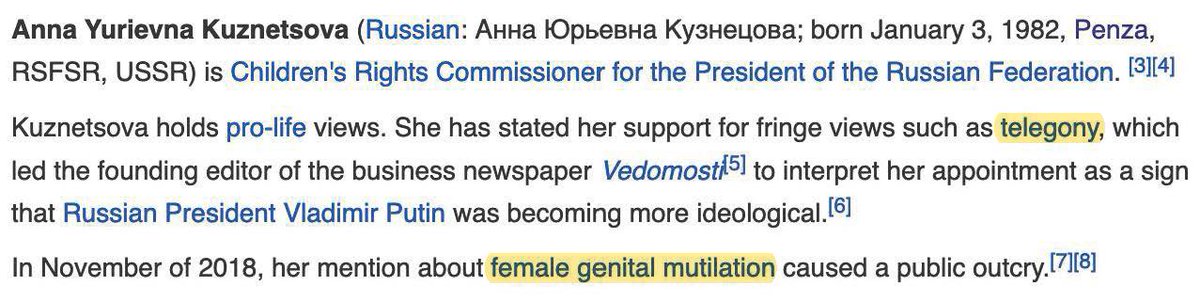 Anna Yurievna Kuznetsova (Russian: Анна Юрьевна Кузнецова; born January 3, 1982, Penza,
RSFSR, USSR) is Children's Rights Commissioner for the President of the Russian Federation. [3][4]
Kuznetsova holds pro-life views. She has stated her support for fringe views such as telegony, which
led the founding editor of the business newspaper Vedomosti[5] to interpret her appointment as a sign
that Russian President Vladimir Putin was becoming more ideological.[6]
In November of 2018, her mention about female genital mutilation caused a public outcry.[7][8]